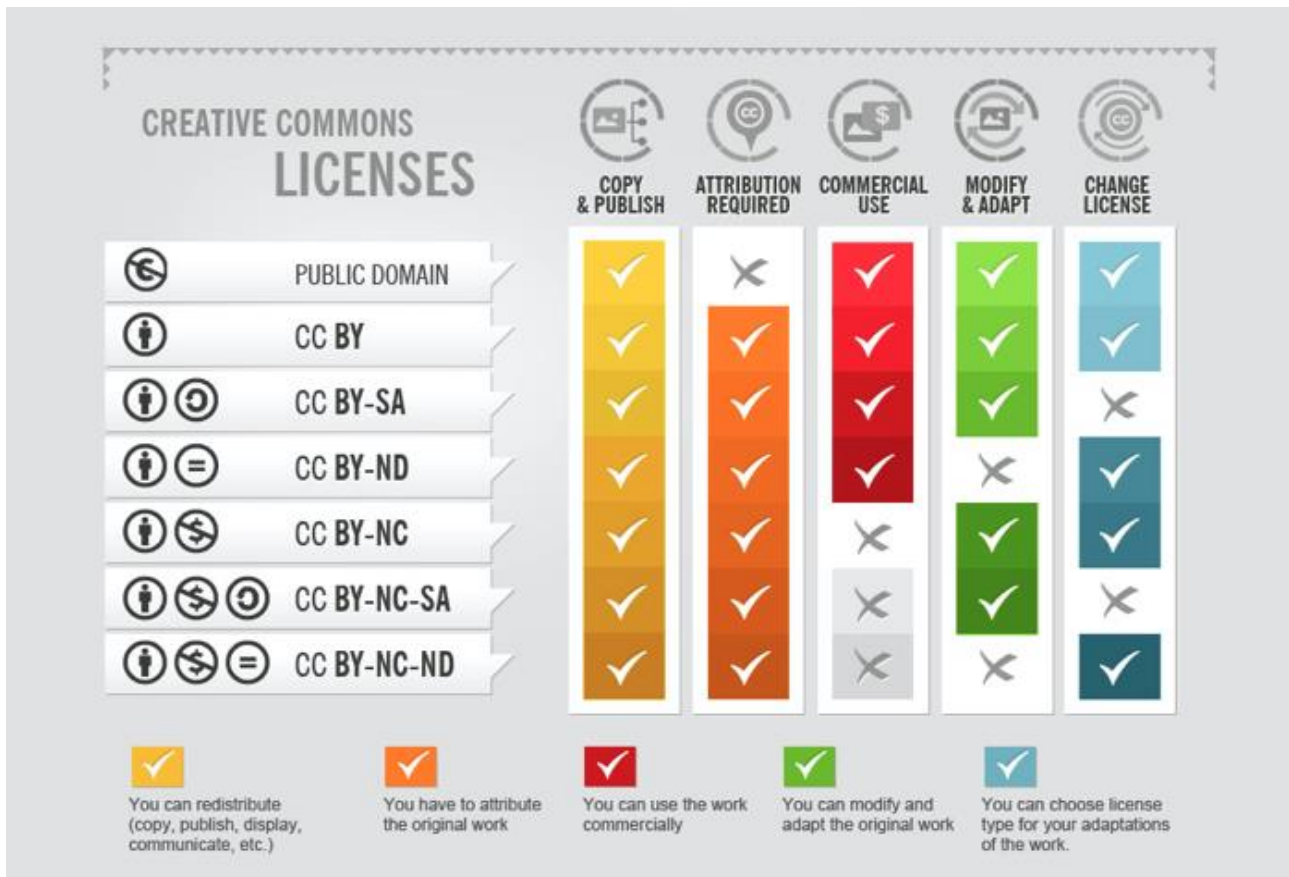 CREATIVE COMMONS
LICENSES
COPY
& PUBLISH
ATTRIBUTION
REQUIRED
COMMERCIAL
USE
MODIFY
& ADAPT
CHANGE
LICENSE
PUBLIC DOMAIN
CC BY
CC BY-SA
CC BY-ND
CC BY-NC
CC BY-NC-SA
CC BY-NC-ND
You can redistribute
(copy, publish, display,
communicate, etc.)
You have to attribute
the original work
You can use the work
commercially
You can modify and
adapt the original work
You can choose license
type for your adaptations
of the work.